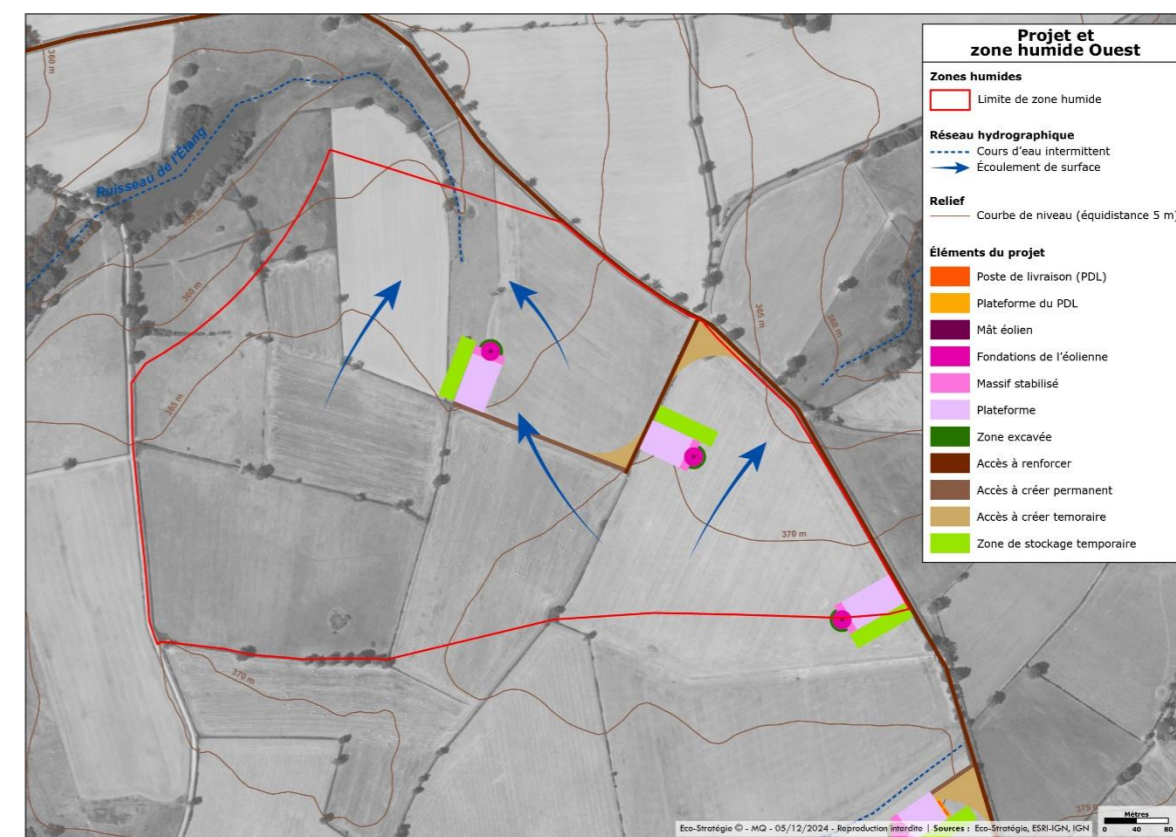 Projet et
zone humide Ouest
Zones humides
Limite de zone humide
Réseau hydrographique
Cours d'eau intermittent
Écoulement de surface
Relief
Courbe de niveau (équidistance 5 m)
Éléments du projet
Poste de livraison (PDL)
Plateforme du PDL
Mât éolien
Fondations de l'éolienne
Massif stabilisé
Plateforme
Zone excavée
Accès à renforcer
Accès à créer permanent
Accès à créer temoraire
Zone de stockage temporaire
360 m
Ruisseau de l'Étang
360 m
365 m
365 m
360 m
370 m
370 m
375 m
Eco-Stratégie © - MQ - 05/12/2024 - Reproduction interdite | Sources : Eco-Stratégie, ESRI-IGN, IGN
Mètres
0 40 80